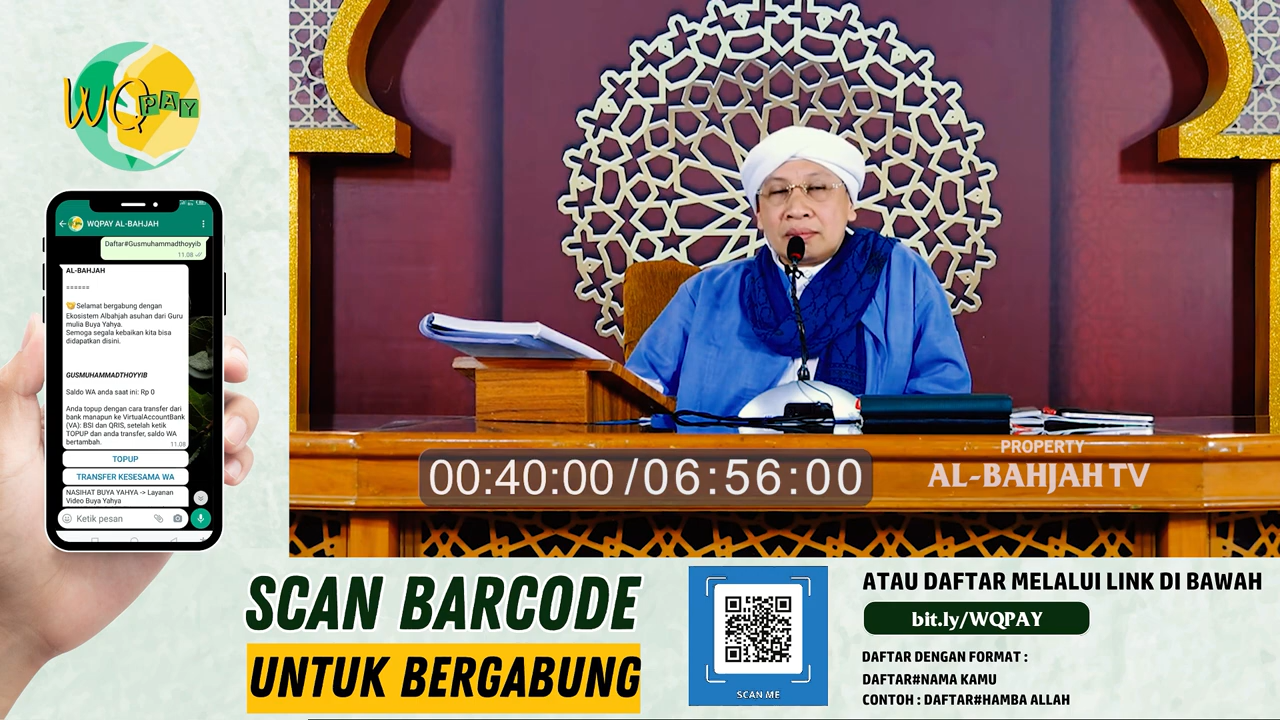 WQPAY
WQPAY AL-BAHJAH
Daftar#Gusmuhammadthoyyib
11.08
AL-BAHJAH
======
Selamat bergabung dengan
Ekosistem Albahjah asuhan dari Guru
mulia Buya Yahya.
Semoga segala kebaikan kita bisa
didapatkan disini.
GUSMUHAMMADTHOYYIB
Saldo WA anda saat ini: Rp 0
Anda topup dengan cara transfer dari
bank manapun ke VirtualAccountBank
(VA): BSI dan QRIS, setelah ketik
TOPUP dan anda transfer, saldo WA
bertambah.
11.08
TOPUP
TRANSFER KESESAMA WA
NASIHAT BUYA YAHYA -> Layanan
Video Buya Yahya
Ketik pesan
00:40:00 / 06:56:00
PROPERTY
AL-BAHJAH TV
SCAN BARCODE
UNTUK BERGABUNG
SCAN ME
ATAU DAFTAR MELALUI LINK DI BAWAH
bit.ly/WQPAY
DAFTAR DENGAN FORMAT :
DAFTAR#NAMA KAMU
CONTOH : DAFTAR#HAMBA ALLAH